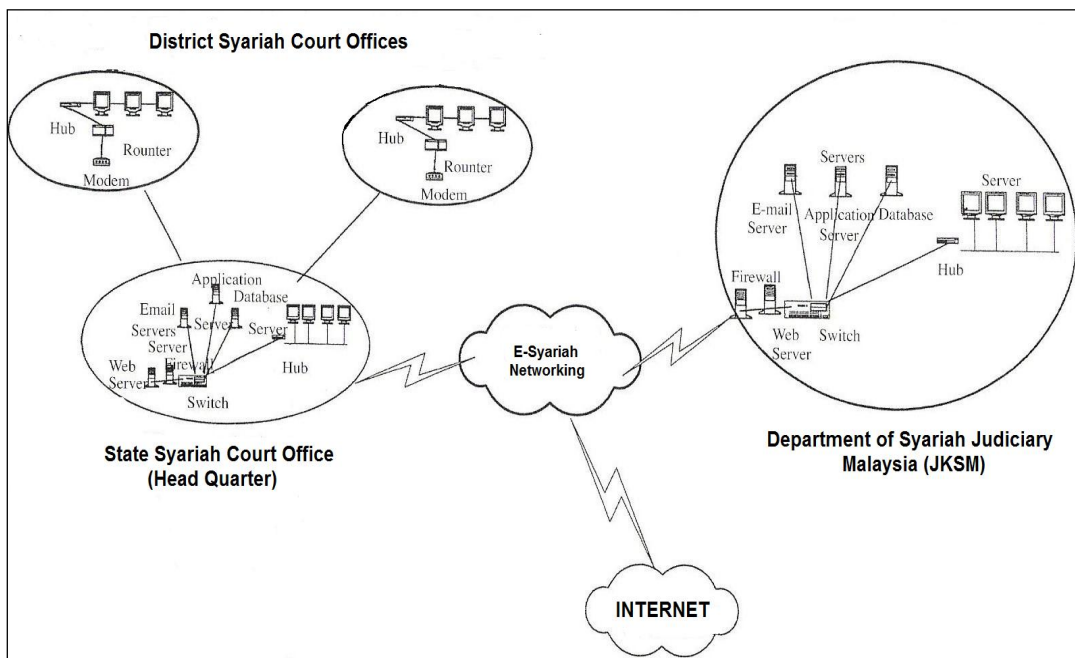 District Syariah Court Offices
Hub
Rounter
Modem
Hub
Rounter
Modem
Application
Email
Database
Servers
Server
Server
Server
Web
Server
Firewall
Hub
Switch
State Syariah Court Office
(Head Quarter)
E-Syariah
Networking
INTERNET
Servers
Server
E-mail
Server
Application
Server
Database
Hub
Firewall
Web
Server
Switch
Department of Syariah Judiciary
Malaysia (JKSM)